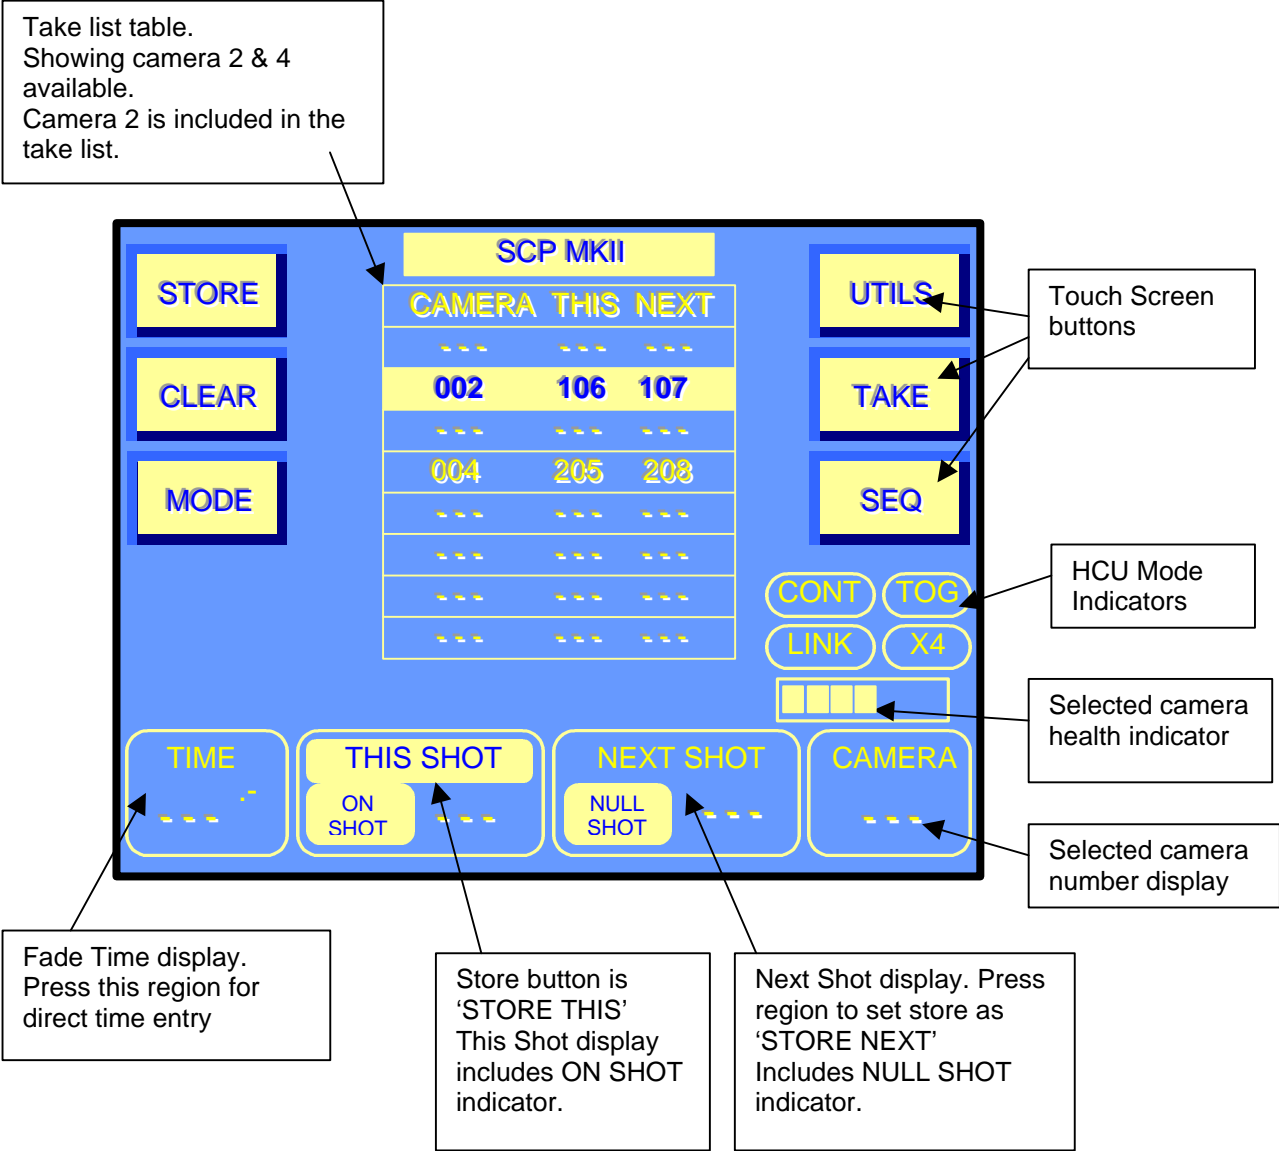 Take list table.
Showing camera 2 & 4
available.
Camera 2 is included in the
take list.
SCP MKII
STORE
CLEAR
MODE
CAMERA THIS NEXT
--- --- ---
002 106 107
--- --- ---
004 205 208
--- --- ---
--- --- ---
--- --- ---
--- --- ---
UTILS
TAKE
SEQ
Touch Screen
buttons
CONT TOG
LINK X4
HCU Mode
Indicators
Selected camera
health indicator
TIME
--- .-
THIS SHOT
ON
SHOT
---
NEXT SHOT
NULL
SHOT
---
CAMERA
---
Selected camera
number display
Fade Time display.
Press this region for
direct time entry
Store button is
‘STORE THIS’
This Shot display
includes ON SHOT
indicator.
Next Shot display. Press
region to set store as
‘STORE NEXT’
Includes NULL SHOT
indicator.